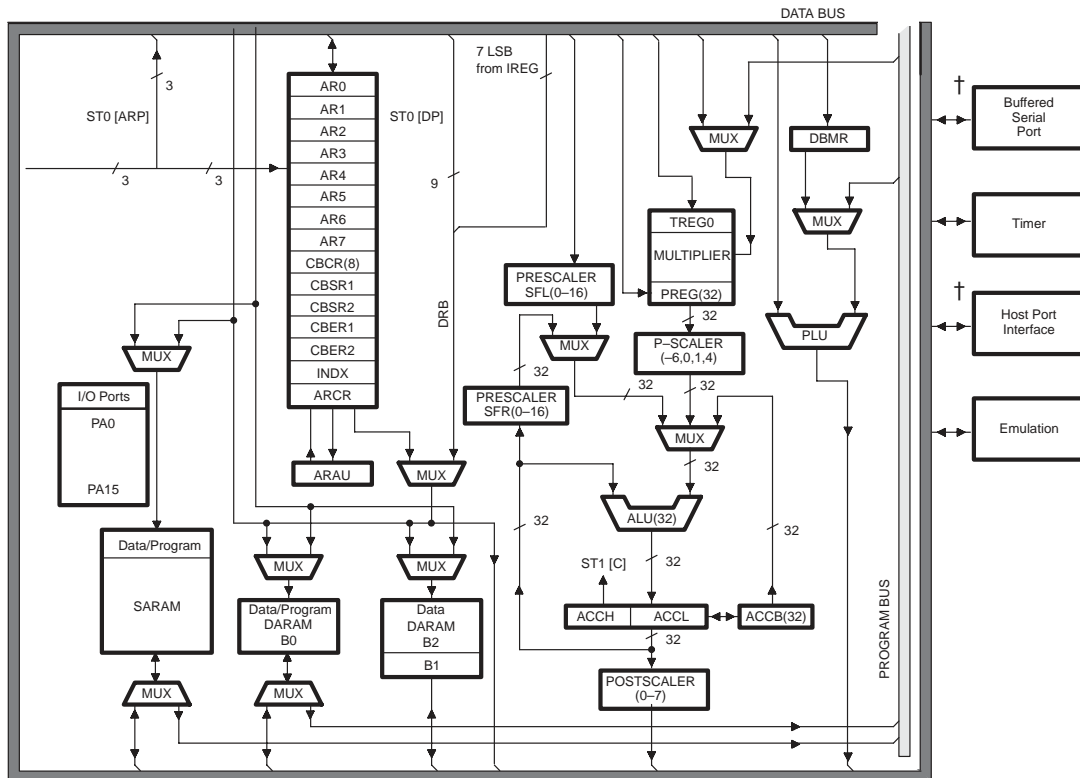 DATA BUS
7 LSB
from IREG
3
ST0 [ARP]
3
3
AR0
AR1
AR2
AR3
AR4
AR5
AR6
AR7
CBCR(8)
CBSR1
CBSR2
CBER1
CBER2
INDX
ARCR
ARAU
ST0 [DP]
9
DRB
MUX
MUX
DBMR
MUX
TREG0
MULTIPLIER
PREG(32)
32
PRESCALER
SFL(0–16)
MUX
32
PRESCALER
SFR(0–16)
P–SCALER
(–6,0,1,4)
32
32
MUX
32
PLU
ALU(32)
32
32
32
ST1 [C]
ACCH
ACCL
ACCB(32)
32
POSTSCALER
(0–7)
MUX
I/O Ports
PA0
PA15
Data/Program
SARAM
MUX
MUX
Data/Program
DARAM
B0
MUX
MUX
Data
DARAM
B2
B1
PROGRAM BUS
†
Buffered
Serial
Port
Timer
†
Host Port
Interface
Emulation